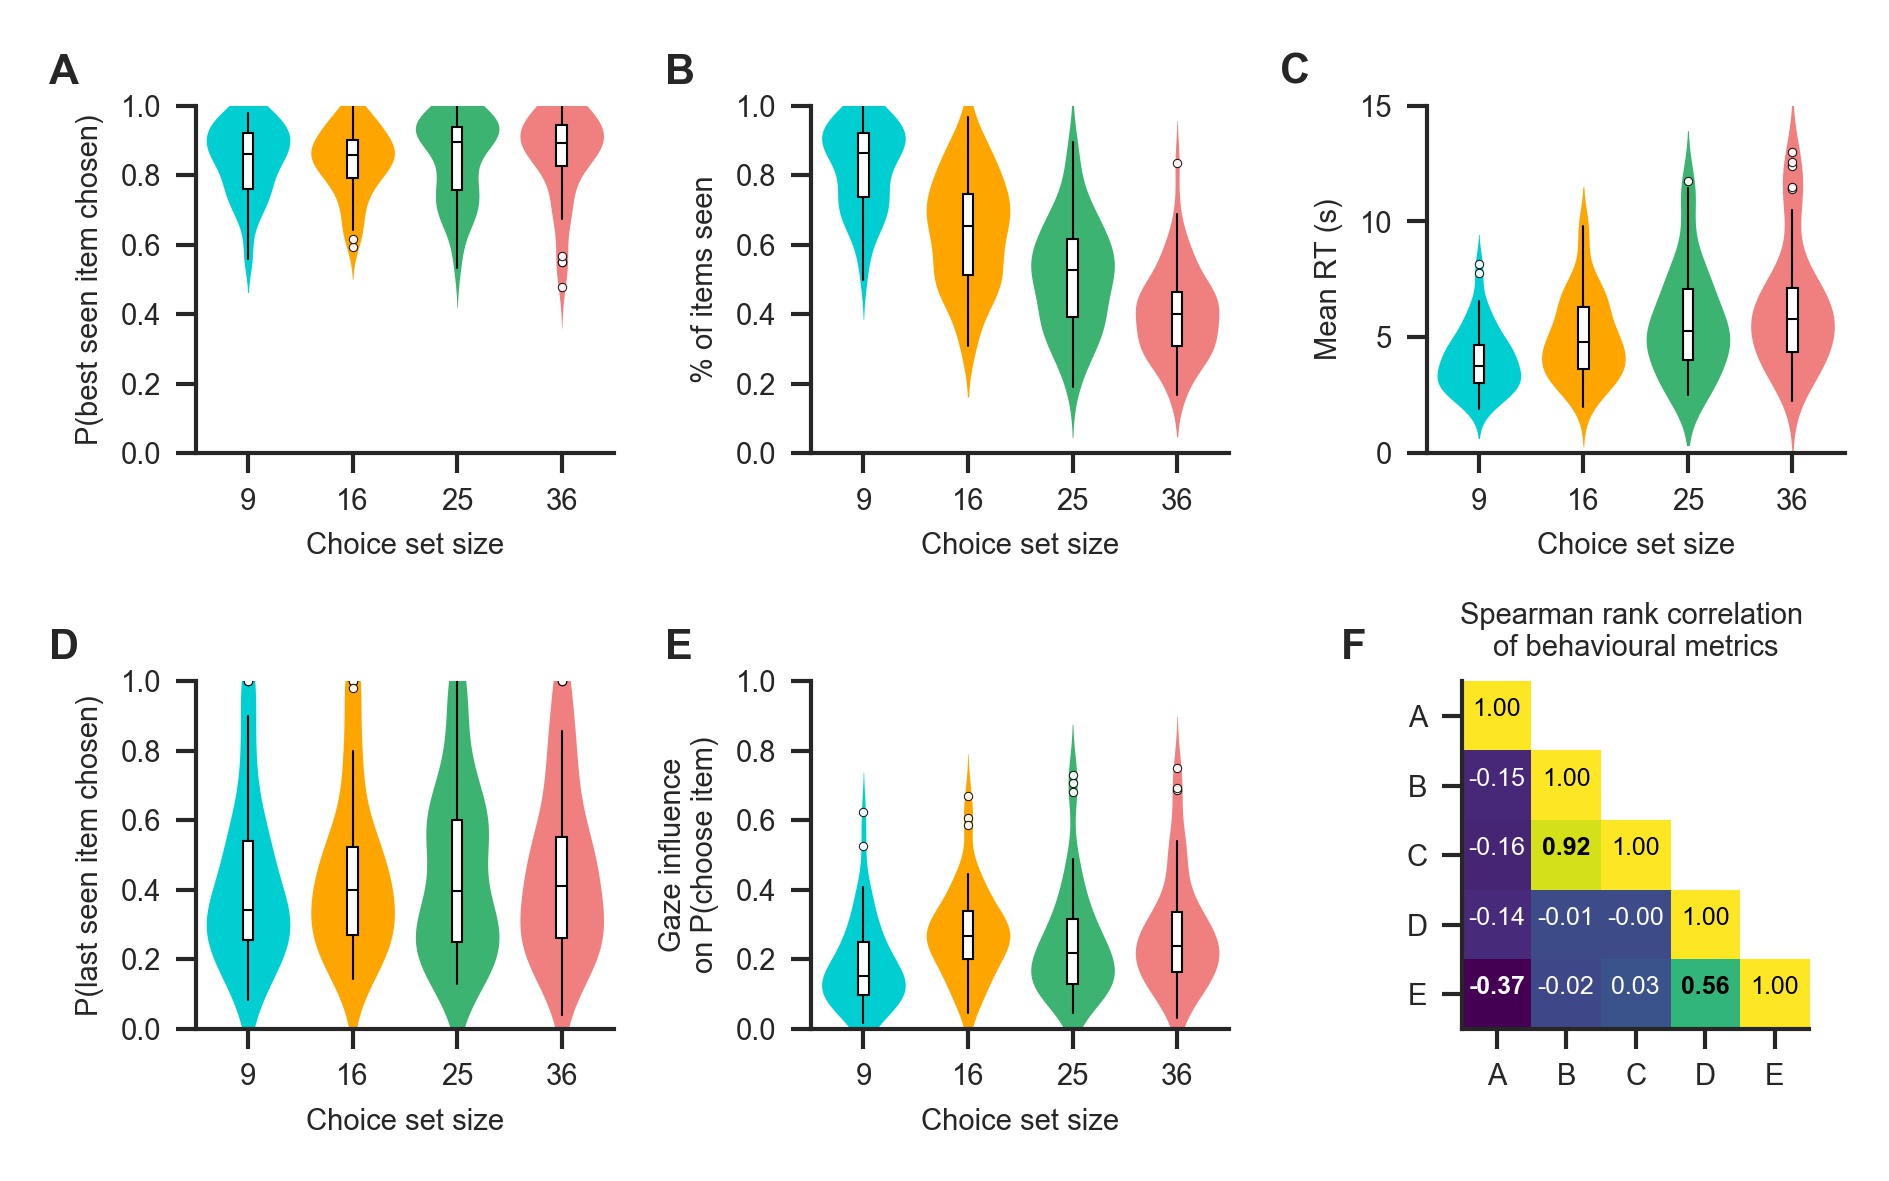 A
P(best seen item chosen)
1.0
0.8
0.6
0.4
0.2
0.0
9 16 25 36
Choice set size
B
% of items seen
1.0
0.8
0.6
0.4
0.2
0.0
9 16 25 36
Choice set size
C
Mean RT (s)
15
10
5
0
9 16 25 36
Choice set size
D
P(last seen item chosen)
1.0
0.8
0.6
0.4
0.2
0.0
9 16 25 36
Choice set size
E
Gaze influence
on P(choose item)
1.0
0.8
0.6
0.4
0.2
0.0
9 16 25 36
Choice set size
F
Spearman rank correlation
of behavioural metrics
A 1.00
B -0.15 1.00
C -0.16 0.92 1.00
D -0.14 -0.01 -0.00 1.00
E -0.37 -0.02 0.03 0.56 1.00
A B C D E